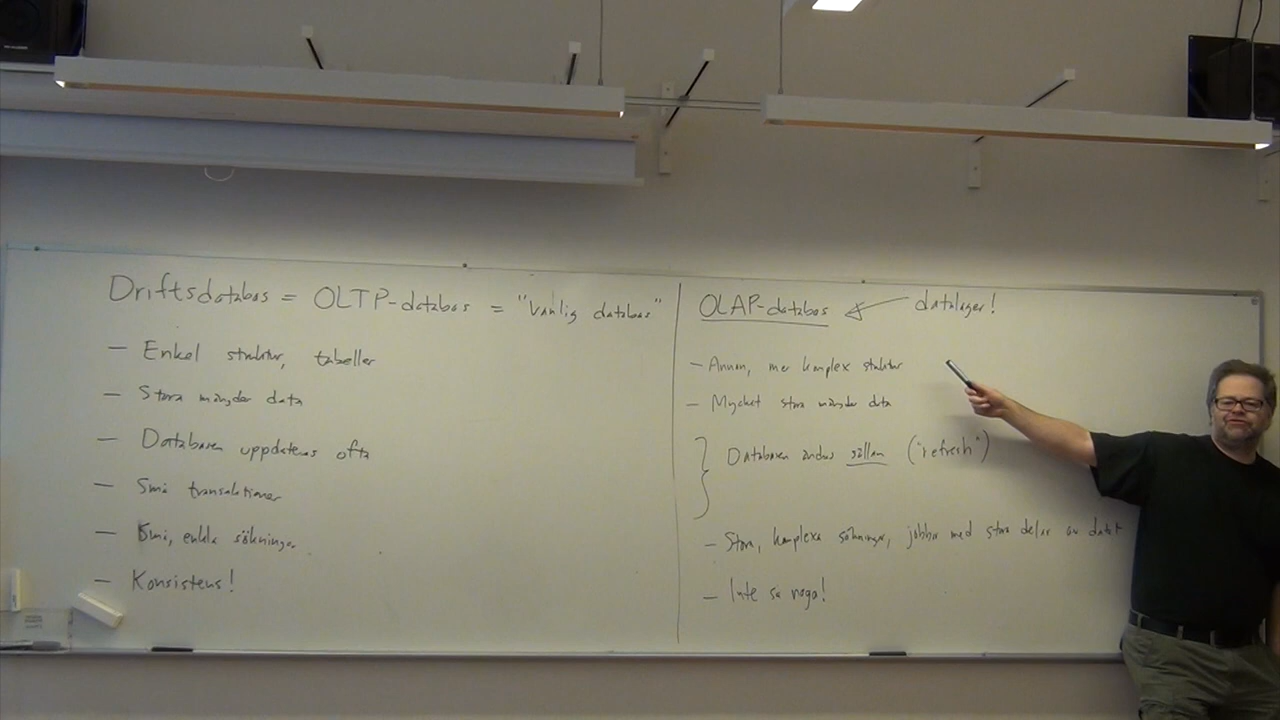 Driftsdatabas = OLTP-databas = "Vanlig databas"
– Enkel struktur, tabeller
– Stora mängder data
– Databasen uppdateras ofta
– Små transaktioner
– Små, enkla sökningar
– Konsistens!
OLAP-databas datalager!
– Annan, mer komplex struktur
– Mycket stora mängder data
} Databasen ändras sällan ("refresh")
– Stora, komplexa sökningar, jobbar med stora delar av datat
– Inte så noga!